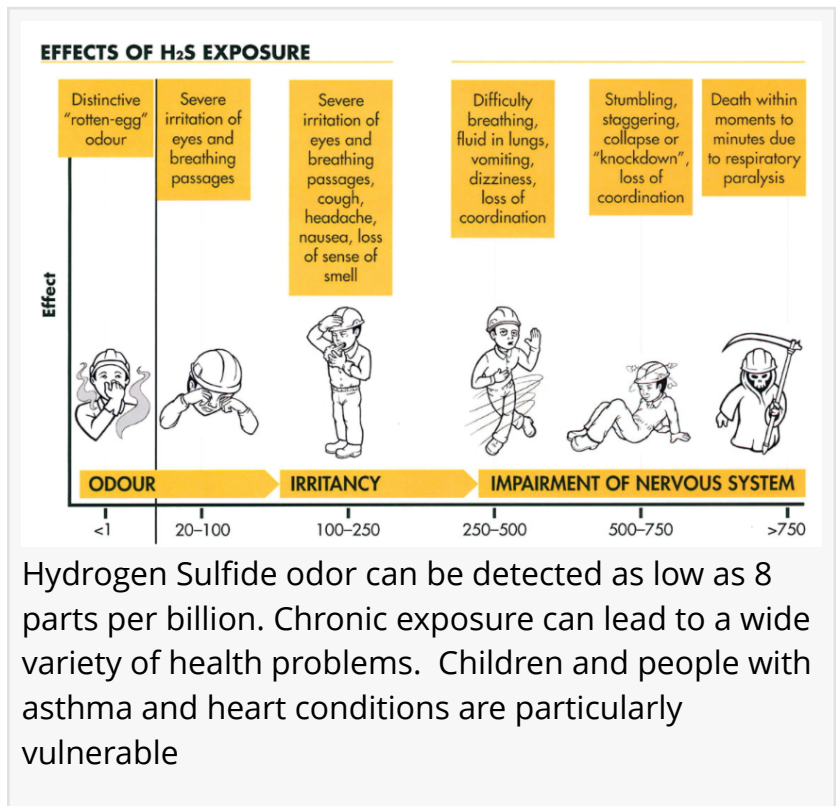 EFFECTS OF H₂S EXPOSURE
Distinctive
"rotten-egg"
odour
Severe
irritation of
eyes and
breathing
passages
Severe
irritation of
eyes and
breathing
passages,
cough,
headache,
nausea, loss
of sense of
smell
Difficulty
breathing,
fluid in lungs,
vomiting,
dizziness,
loss of
coordination
Stumbling,
staggering,
collapse or
"knockdown",
loss of
coordination
Death within
moments to
minutes due
to respiratory
paralysis
Effect
ODOUR
IRRITANCY
IMPAIRMENT OF NERVOUS SYSTEM
<1
20–100
100–250
250–500
500–750
>750
Hydrogen Sulfide odor can be detected as low as 8
parts per billion. Chronic exposure can lead to a wide
variety of health problems.  Children and people with
asthma and heart conditions are particularly
vulnerable